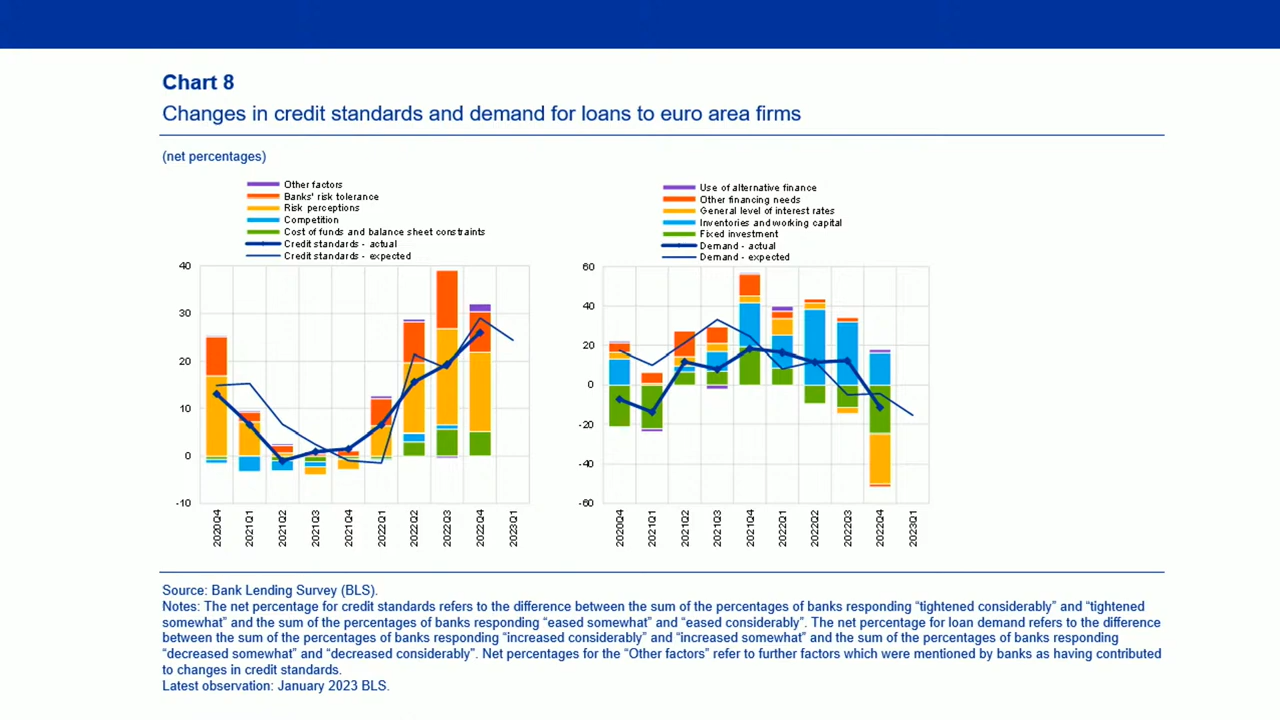 Chart 8
Changes in credit standards and demand for loans to euro area firms
(net percentages)
Other factors
Banks' risk tolerance
Risk perceptions
Competition
Cost of funds and balance sheet constraints
Credit standards - actual
Credit standards - expected
40
30
20
10
0
-10
2020Q4
2021Q1
2021Q2
2021Q3
2021Q4
2022Q1
2022Q2
2022Q3
2022Q4
2023Q1
Use of alternative finance
Other financing needs
General level of interest rates
Inventories and working capital
Fixed investment
Demand - actual
Demand - expected
60
40
20
0
-20
-40
-60
2020Q4
2021Q1
2021Q2
2021Q3
2021Q4
2022Q1
2022Q2
2022Q3
2022Q4
2023Q1
Source: Bank Lending Survey (BLS).
Notes: The net percentage for credit standards refers to the difference between the sum of the percentages of banks responding “tightened considerably” and “tightened
somewhat” and the sum of the percentages of banks responding “eased somewhat” and “eased considerably”. The net percentage for loan demand refers to the difference
between the sum of the percentages of banks responding “increased considerably” and “increased somewhat” and the sum of the percentages of banks responding
“decreased somewhat” and “decreased considerably”. Net percentages for the “Other factors” refer to further factors which were mentioned by banks as having contributed
to changes in credit standards.
Latest observation: January 2023 BLS.